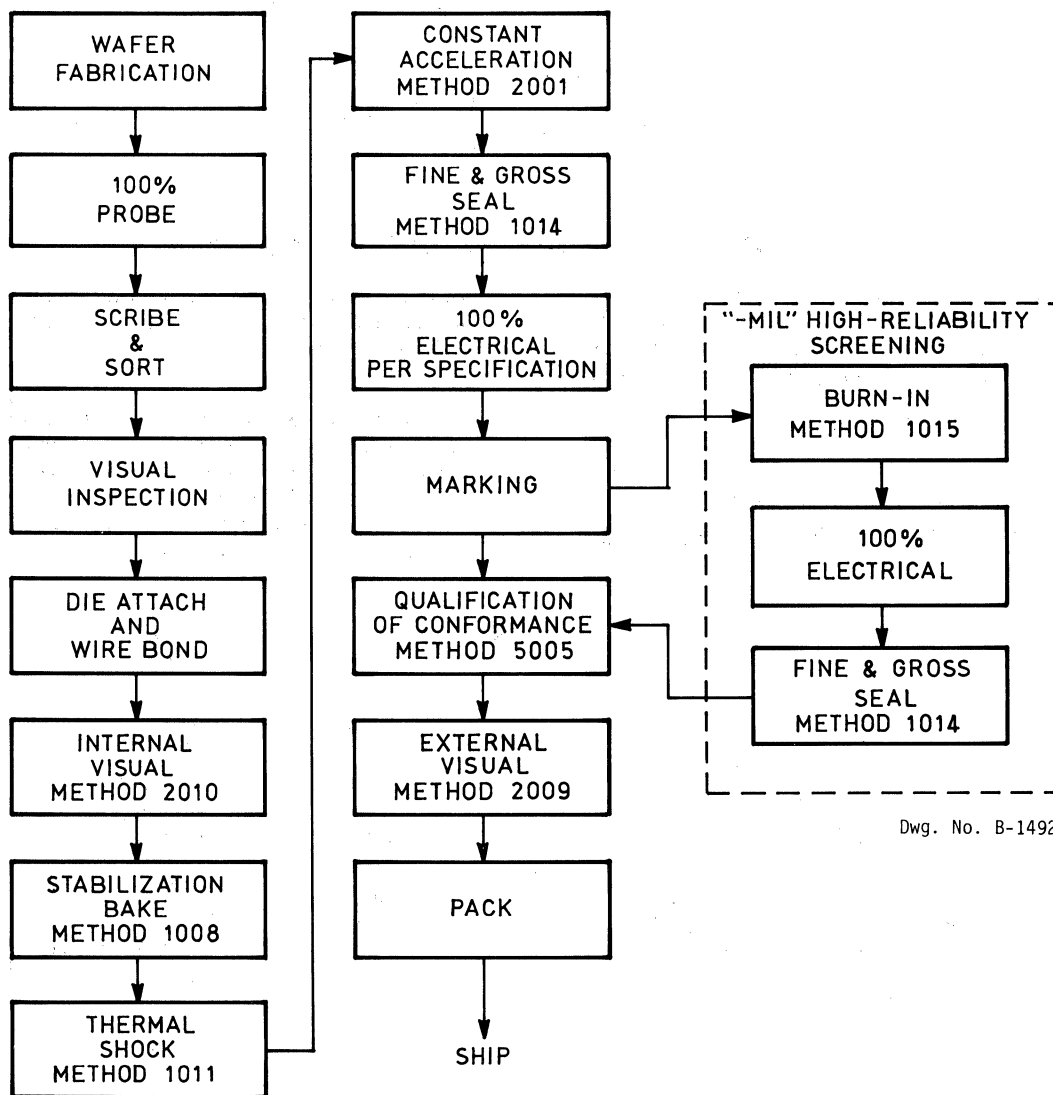 WAFER
FABRICATION
100%
PROBE
SCRIBE
&
SORT
VISUAL
INSPECTION
DIE ATTACH
AND
WIRE BOND
INTERNAL
VISUAL
METHOD 2010
STABILIZATION
BAKE
METHOD 1008
THERMAL
SHOCK
METHOD 1011
CONSTANT
ACCELERATION
METHOD 2001
FINE & GROSS
SEAL
METHOD 1014
100%
ELECTRICAL
PER SPECIFICATION
MARKING
QUALIFICATION
OF CONFORMANCE
METHOD 5005
EXTERNAL
VISUAL
METHOD 2009
PACK
SHIP
"-MIL" HIGH-RELIABILITY
SCREENING
BURN-IN
METHOD 1015
100%
ELECTRICAL
FINE & GROSS
SEAL
METHOD 1014
Dwg. No. B-1492